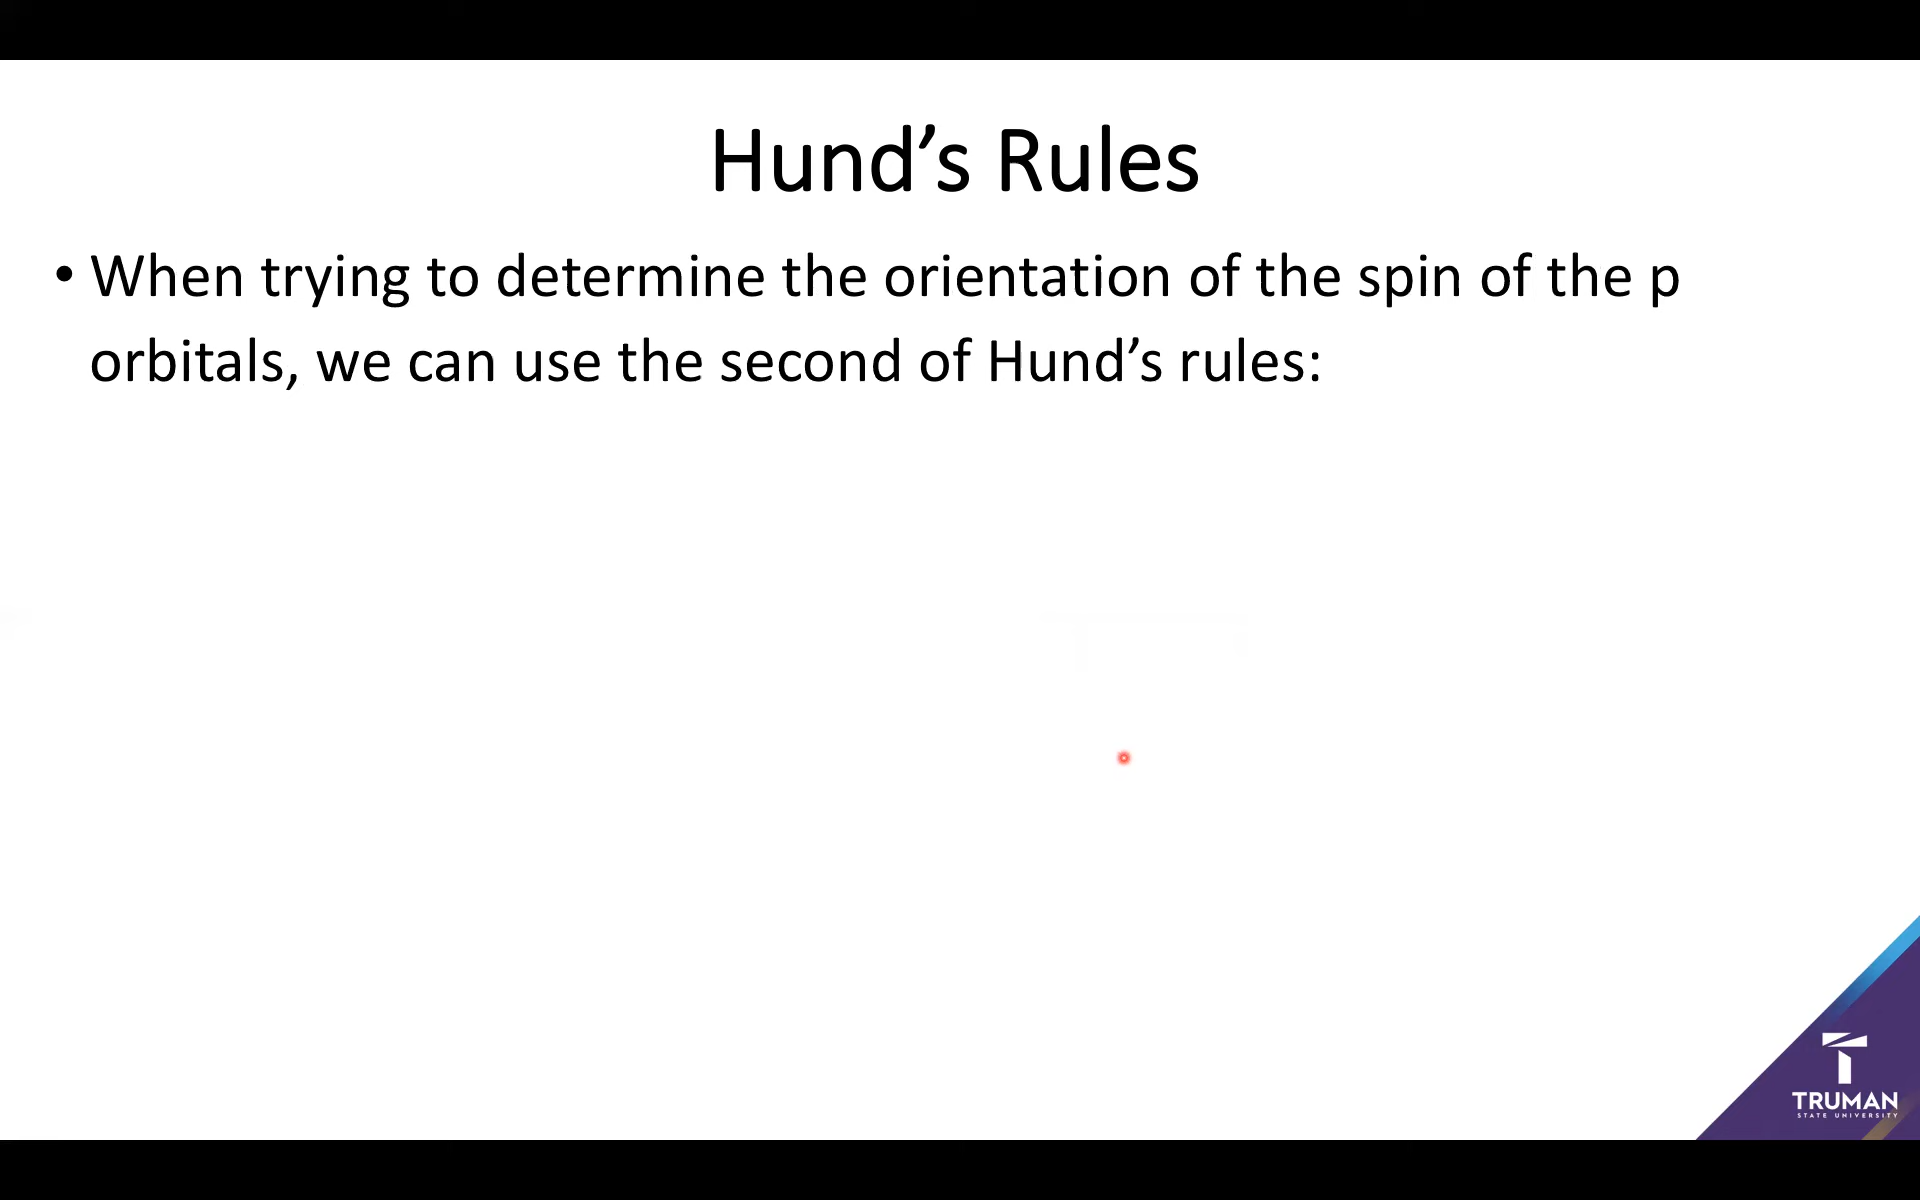 Hund’s Rules
• When trying to determine the orientation of the spin of the p
orbitals, we can use the second of Hund’s rules:
TRUMAN
STATE UNIVERSITY